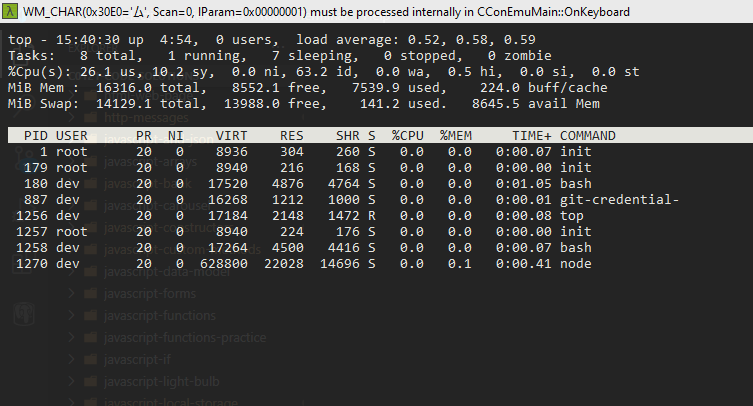 WM_CHAR(0x30E0='ム', Scan=0, lParam=0x00000001) must be processed internally in CConEmuMain::OnKeyboard
top - 15:40:30 up  4:54,  0 users,  load average: 0.52, 0.58, 0.59
Tasks:   8 total,   1 running,   7 sleeping,   0 stopped,   0 zombie
%Cpu(s): 26.1 us, 10.2 sy,  0.0 ni, 63.2 id,  0.0 wa,  0.5 hi,  0.0 si,  0.0 st
MiB Mem :  16316.0 total,   8552.1 free,   7539.9 used,    224.0 buff/cache
MiB Swap:  14129.1 total,  13988.0 free,    141.2 used.   8645.5 avail Mem
http-messages
PID USER      PR  NI    VIRT    RES    SHR S  %CPU  %MEM     TIME+ COMMAND
1 root      20   0    8936    304    260 S   0.0   0.0   0:00.07 init
179 root      20   0    8940    216    168 S   0.0   0.0   0:00.00 init
180 dev       20   0   17520   4876   4764 S   0.0   0.0   0:01.05 bash
887 dev       20   0   16268   1212   1000 S   0.0   0.0   0:00.01 git-credential-
1256 dev       20   0   17184   2148   1472 R   0.0   0.0   0:00.08 top
1257 root      20   0    8940    224    176 S   0.0   0.0   0:00.00 init
1258 dev       20   0   17264   4500   4416 S   0.0   0.0   0:00.07 bash
1270 dev       20   0  628800  22028  14696 S   0.0   0.1   0:00.41 node
javascript-data-model
javascript-forms
javascript-functions
javascript-functions-practice
javascript-if
javascript-light-bulb
javascript-local-storage